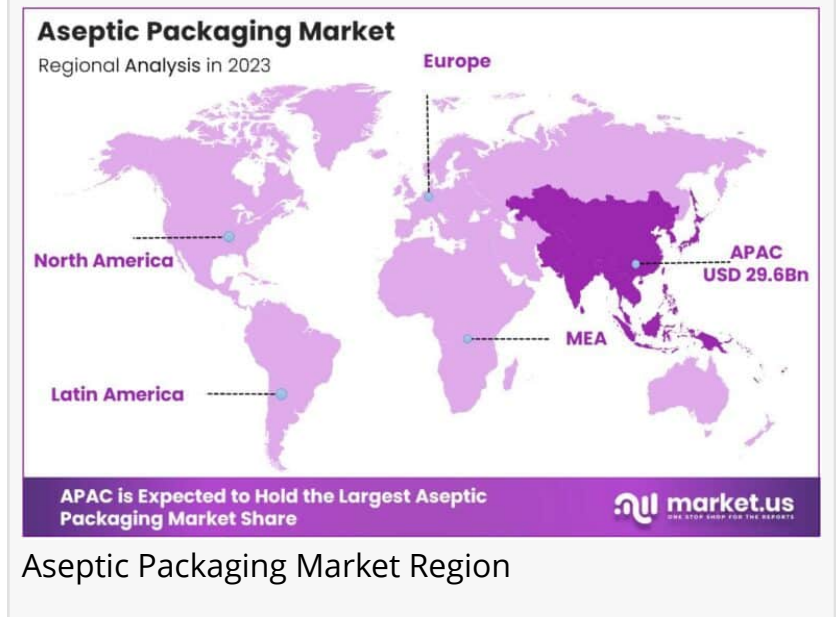 Aseptic Packaging Market
Regional Analysis in 2023
Europe
North America
APAC
USD 29.6Bn
MEA
Latin America
APAC is Expected to Hold the Largest Aseptic
Packaging Market Share
market.us
ONE STOP SHOP FOR THE REPORTS
Aseptic Packaging Market Region